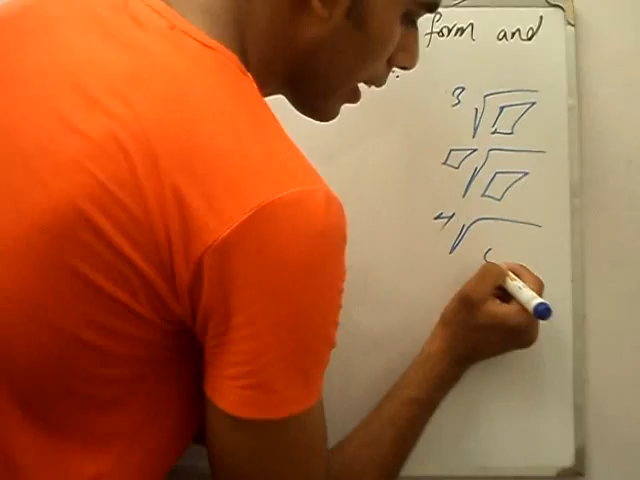 form and
3√▱
▱√▱
4√